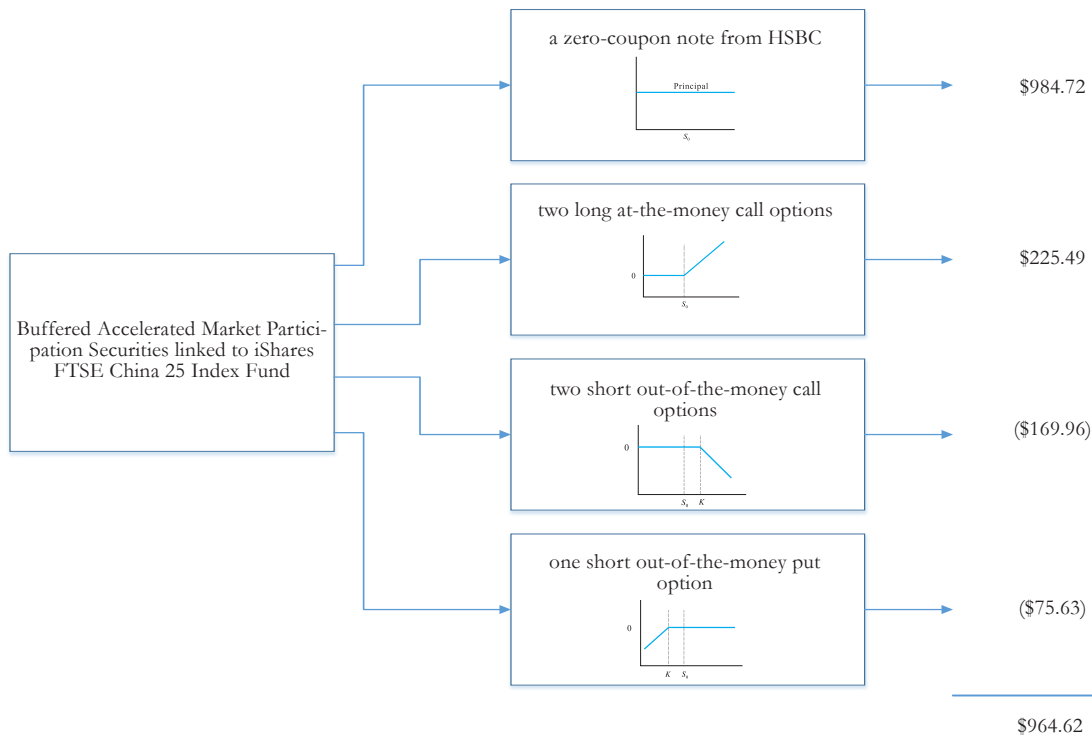 a zero-coupon note from HSBC
Principal
S₀
$984.72
two long at-the-money call options
0
S₀
$225.49
Buffered Accelerated Market Partici-
pation Securities linked to iShares
FTSE China 25 Index Fund
two short out-of-the-money call
options
0
S₀ K
($169.96)
one short out-of-the-money put
option
0
K S₀
($75.63)
$964.62